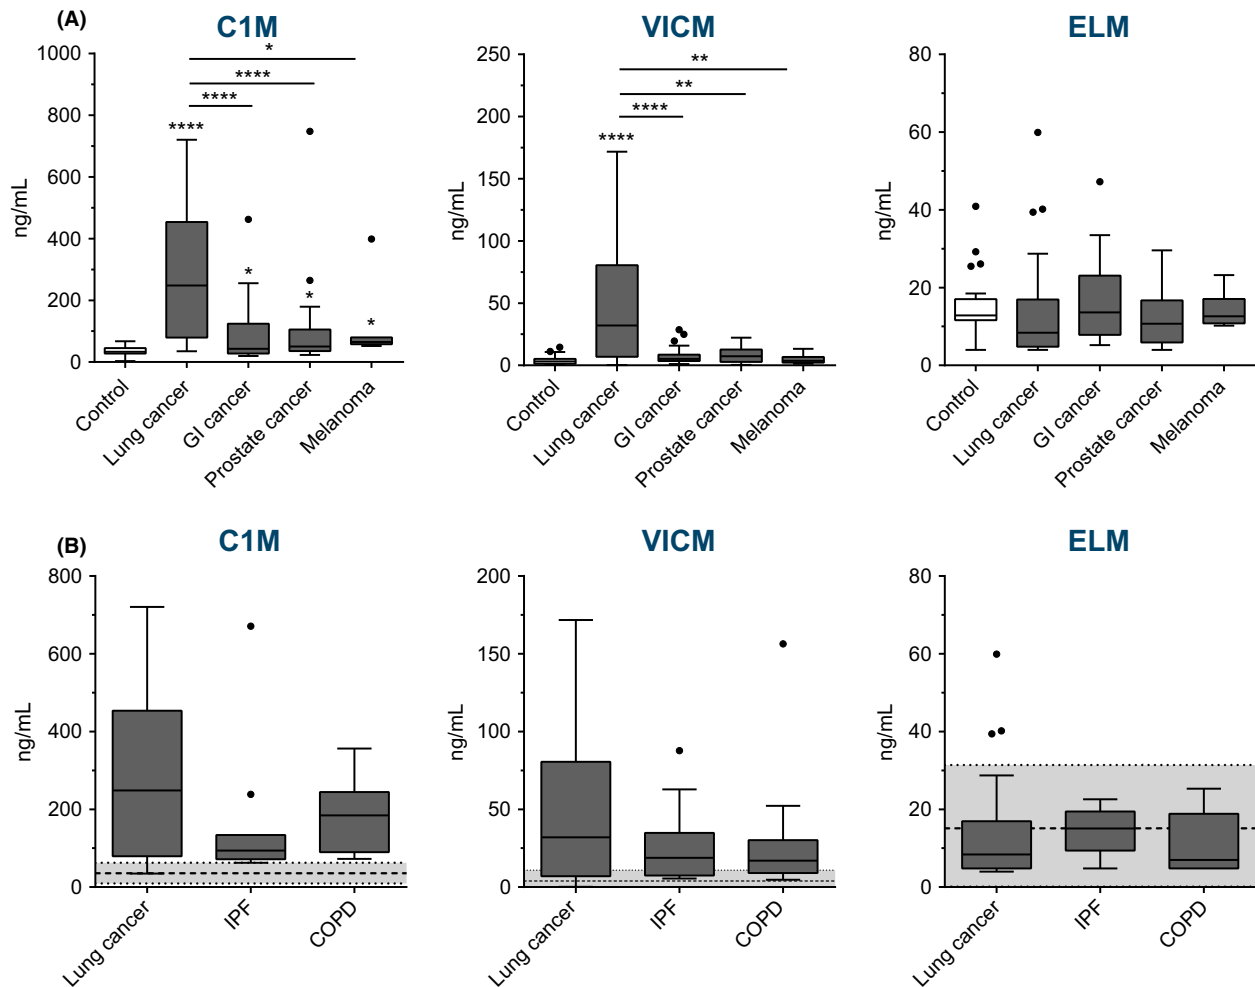 (A)
C1M
VICM
ELM
1000
800
600
400
200
0
ng/mL
*
****
****
****
*
*
*
Control
Lung cancer
GI cancer
Prostate cancer
Melanoma
250
200
150
100
50
0
ng/mL
**
**
****
****
Control
Lung cancer
GI cancer
Prostate cancer
Melanoma
80
60
40
20
0
ng/mL
Control
Lung cancer
GI cancer
Prostate cancer
Melanoma
(B)
C1M
VICM
ELM
800
600
400
200
0
ng/mL
Lung cancer
IPF
COPD
200
150
100
50
0
ng/mL
Lung cancer
IPF
COPD
80
60
40
20
0
ng/mL
Lung cancer
IPF
COPD